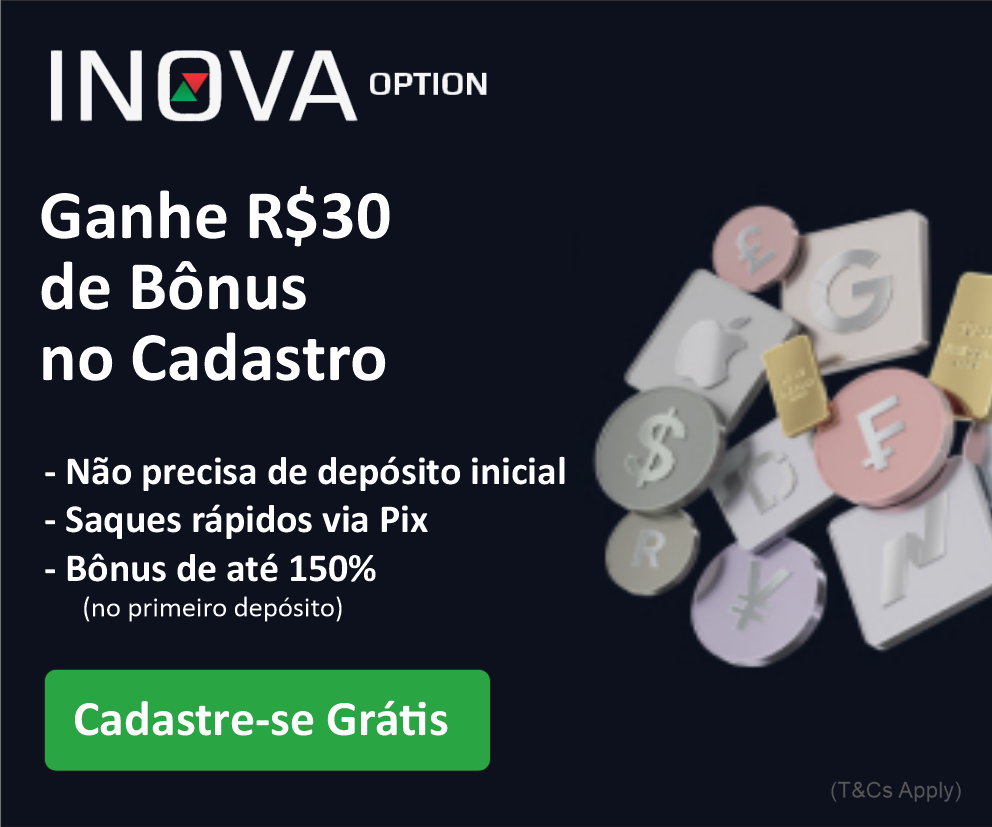 INOVA OPTION
Ganhe R$30
de Bônus
no Cadastro
- Não precisa de depósito inicial
- Saques rápidos via Pix
- Bônus de até 150%
(no primeiro depósito)
Cadastre-se Grátis
£
G
$
F
R
¥
N
(T&Cs Apply)